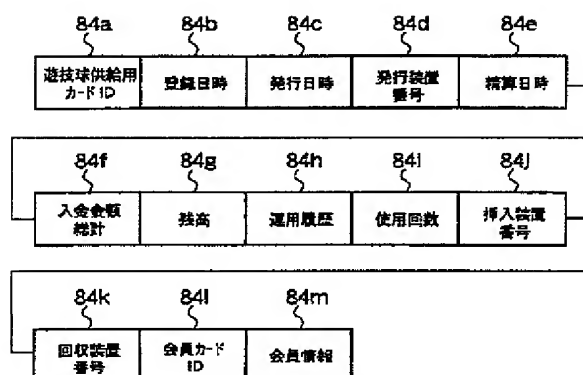 84a 84b 84c 84d 84e
遊技球供給用
カードID
登録日時
発行日時
発行装置
番号
精算日時
84f 84g 84h 84i 84j
入金金額
総計
残高
運用履歴
使用回数
挿入装置
番号
84k 84l 84m
回収装置
番号
会員カード
ID
会員情報